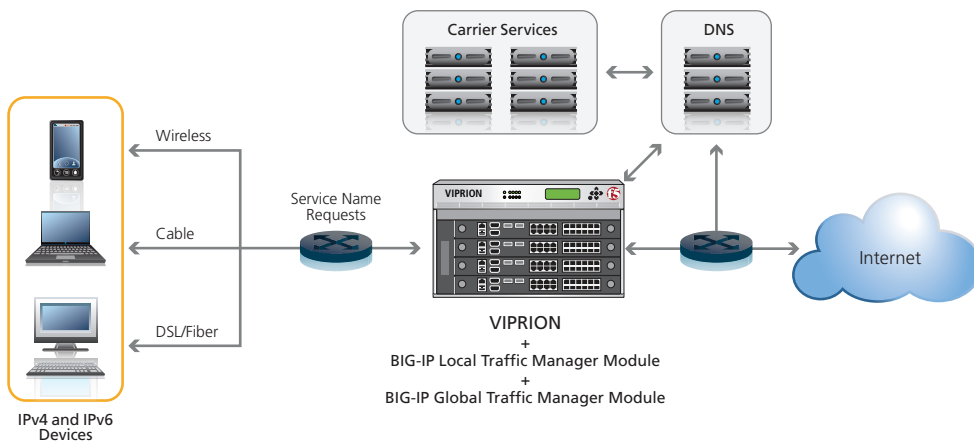 Carrier Services
DNS
Wireless
Service Name
Requests
VIPRION
f5
Cable
Internet
DSL/Fiber
VIPRION
+
BIG-IP Local Traffic Manager Module
+
BIG-IP Global Traffic Manager Module
IPv4 and IPv6
Devices